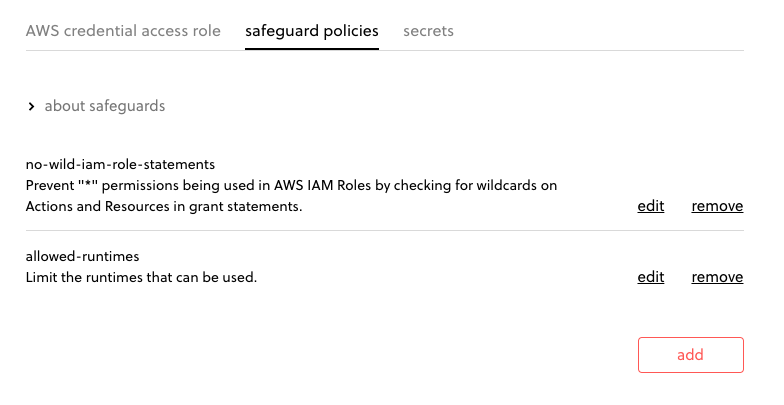 AWS credential access role safeguard policies secrets
about safeguards
no-wild-iam-role-statements
Prevent "*" permissions being used in AWS IAM Roles by checking for wildcards on
Actions and Resources in grant statements. edit remove
allowed-runtimes
Limit the runtimes that can be used. edit remove
add